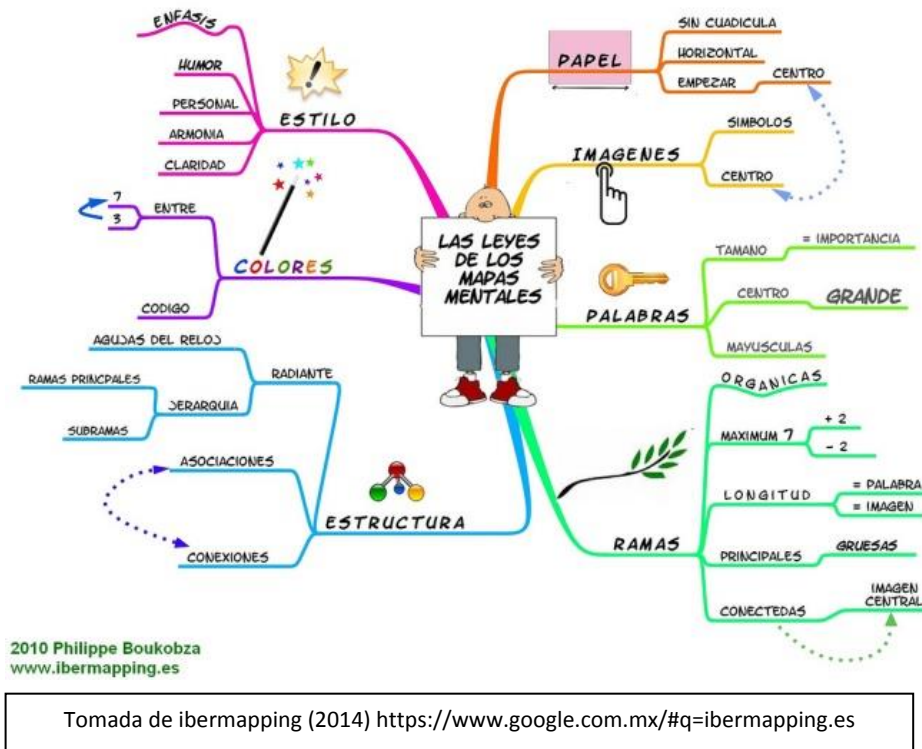 LAS LEYES
DE LOS
MAPAS
MENTALES
PAPEL
SIN CUADICULA
HORIZONTAL
EMPEZAR
CENTRO
IMAGENES
SIMBOLOS
CENTRO
PALABRAS
TAMANO
= IMPORTANCIA
CENTRO
GRANDE
MAYUSCULAS
RAMAS
ORGANICAS
MAXIMUM 7
+ 2
- 2
LONGITUD
= PALABRA
= IMAGEN
PRINCIPALES
GRUESAS
CONECTEDAS
IMAGEN
CENTRAL
ESTRUCTURA
RADIANTE
AGUJAS DEL RELOJ
JERARQUIA
RAMAS PRINCPALES
SUBRAMAS
ASOCIACIONES
CONEXIONES
COLORES
ENTRE
7
3
CODIGO
ESTILO
ENFASIS
HUMOR
PERSONAL
ARMONIA
CLARIDAD
2010 Philippe Boukobza
www.ibermapping.es
Tomada de ibermapping (2014) https://www.google.com.mx/#q=ibermapping.es